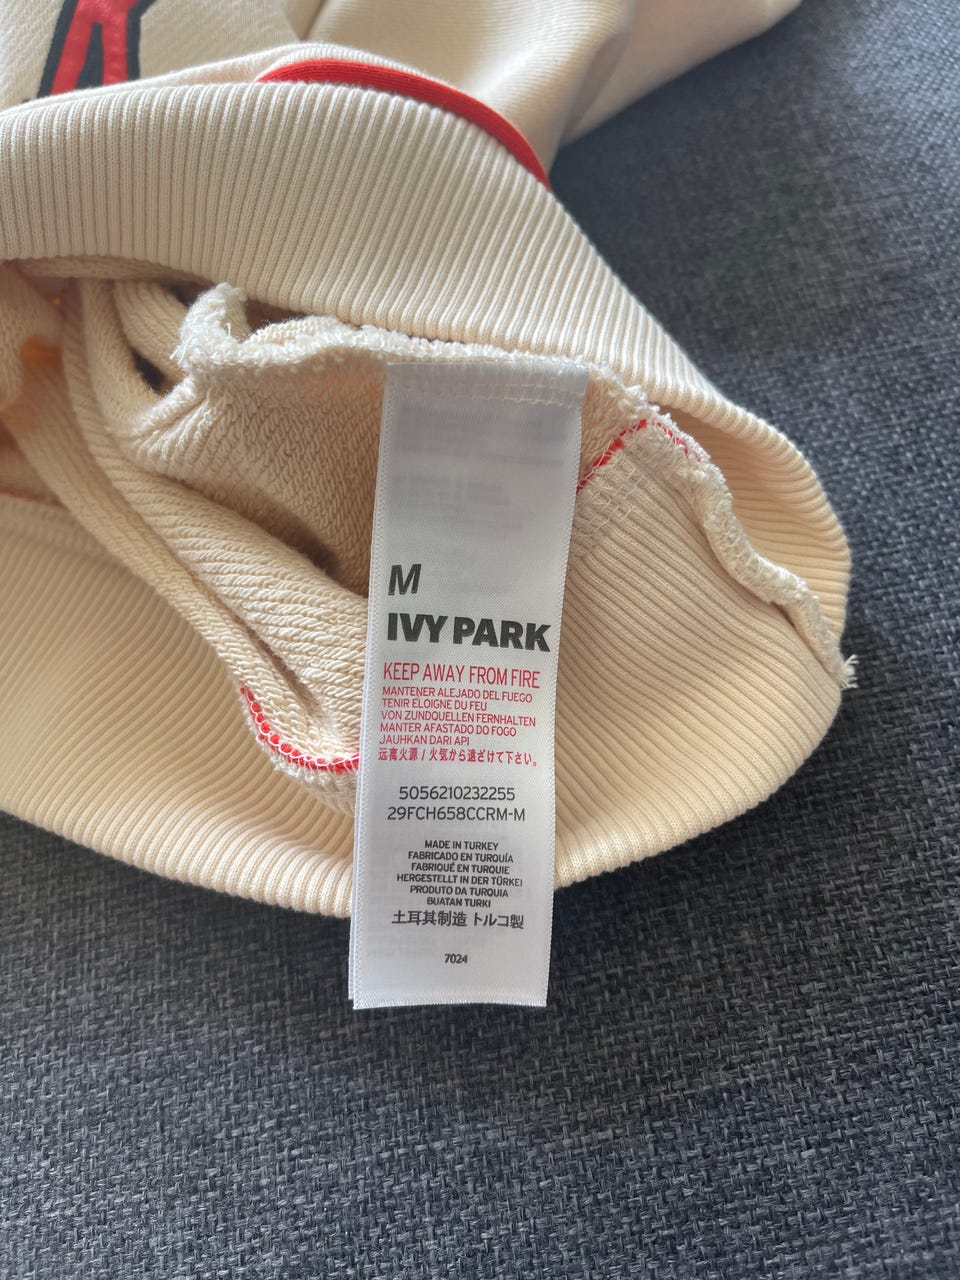 M
IVY PARK
KEEP AWAY FROM FIRE
MANTENER ALEJADO DEL FUEGO
TENIR ELOIGNE DU FEU
VON ZUNDQUELLEN FERNHALTEN
MANTER AFASTADO DO FOGO
JAUHKAN DARI API
远离火源 / 火気から遠ざけて下さい。
5056210232255
29FCH658CCRM-M
MADE IN TURKEY
FABRICADO EN TURQUÍA
FABRIQUÉ EN TURQUIE
HERGESTELLT IN DER TÜRKEI
PRODUTO DA TURQUIA
BUATAN TURKI
土耳其制造 トルコ製
7024